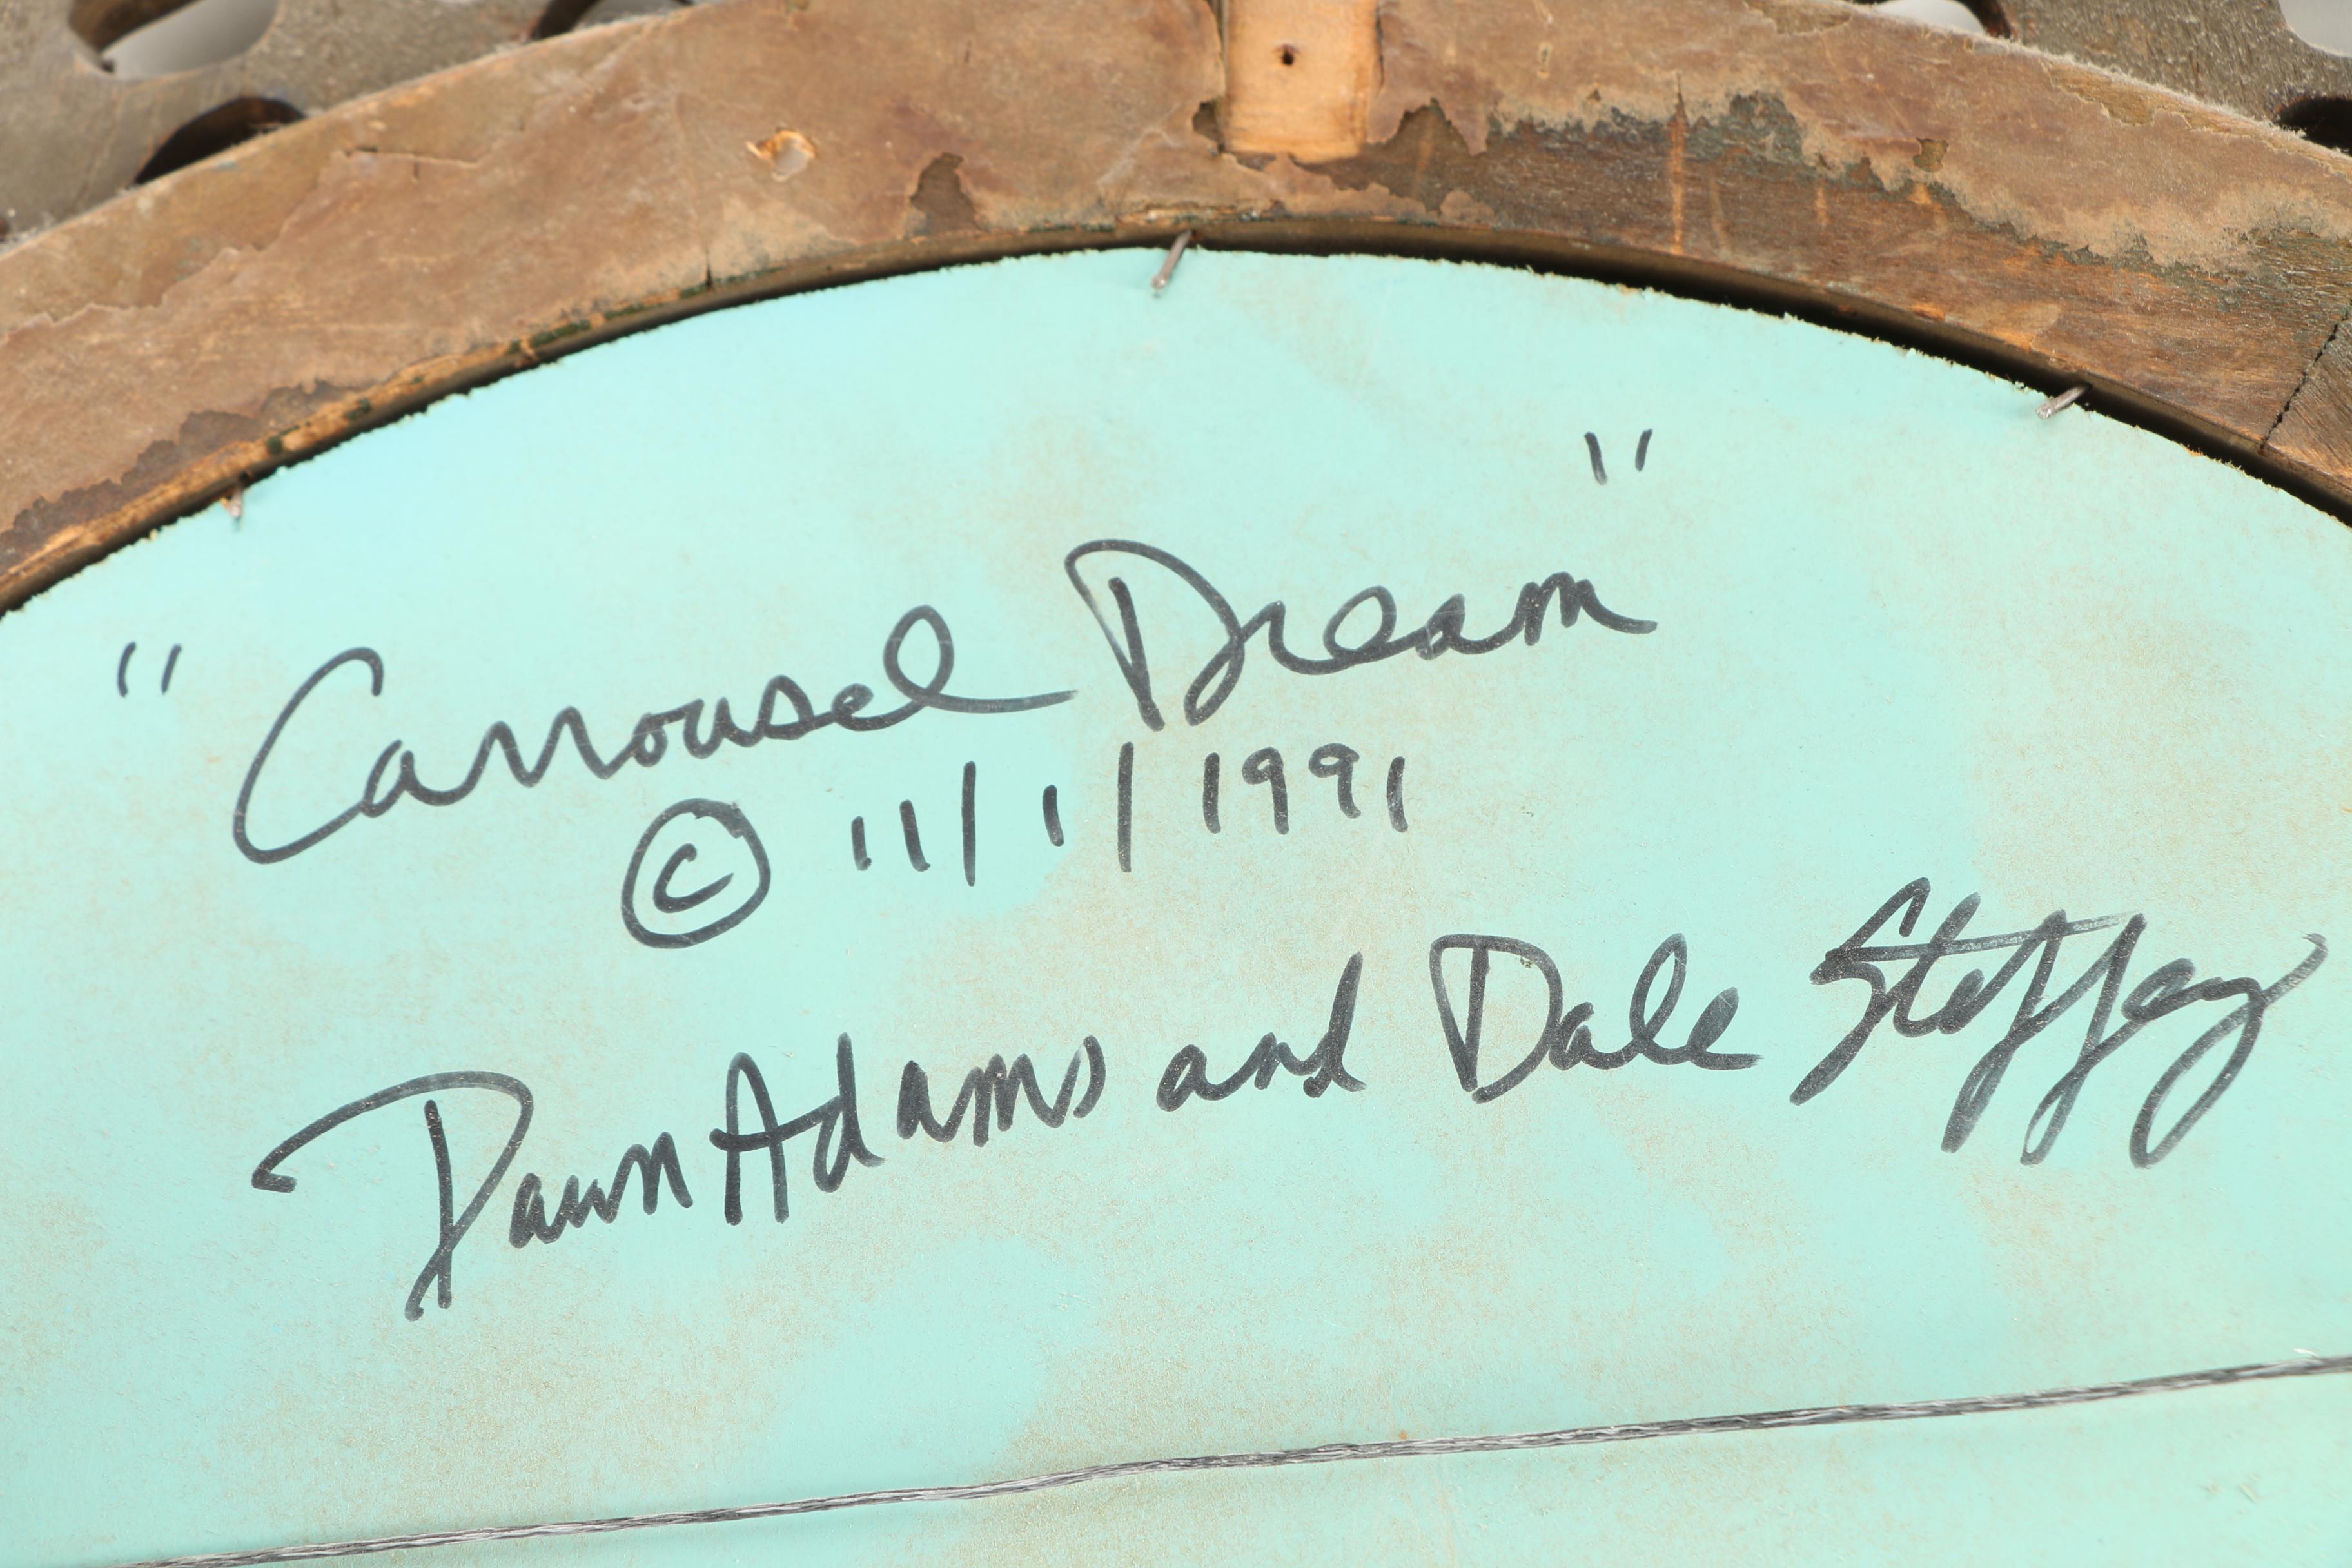 "Carrousel Dream"
© 11/1/1991
Dawn Adams and Dale Steffey